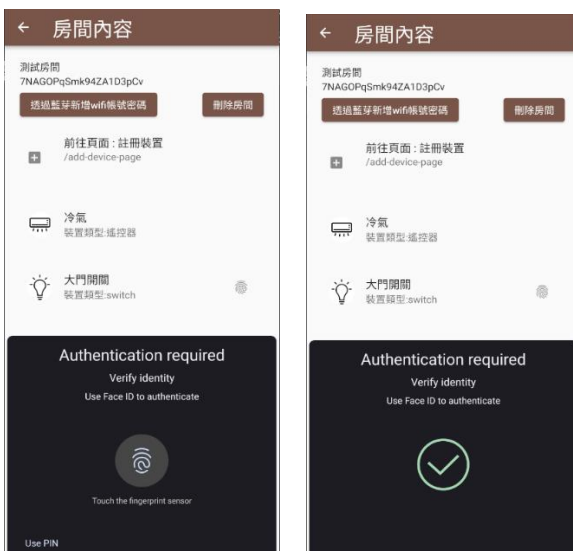 房間內容
測試房間
7NAGOPqSmk94ZA1D3pCv
透過藍芽新增wifi帳號密碼
刪除房間
前往頁面 : 註冊裝置
/add-device-page
冷氣
裝置類型:遙控器
大門開關
裝置類型:switch
Authentication required
Verify identity
Use Face ID to authenticate
Touch the fingerprint sensor
Use PIN
房間內容
測試房間
7NAGOPqSmk94ZA1D3pCv
透過藍芽新增wifi帳號密碼
刪除房間
前往頁面 : 註冊裝置
/add-device-page
冷氣
裝置類型:遙控器
大門開關
裝置類型:switch
Authentication required
Verify identity
Use Face ID to authenticate